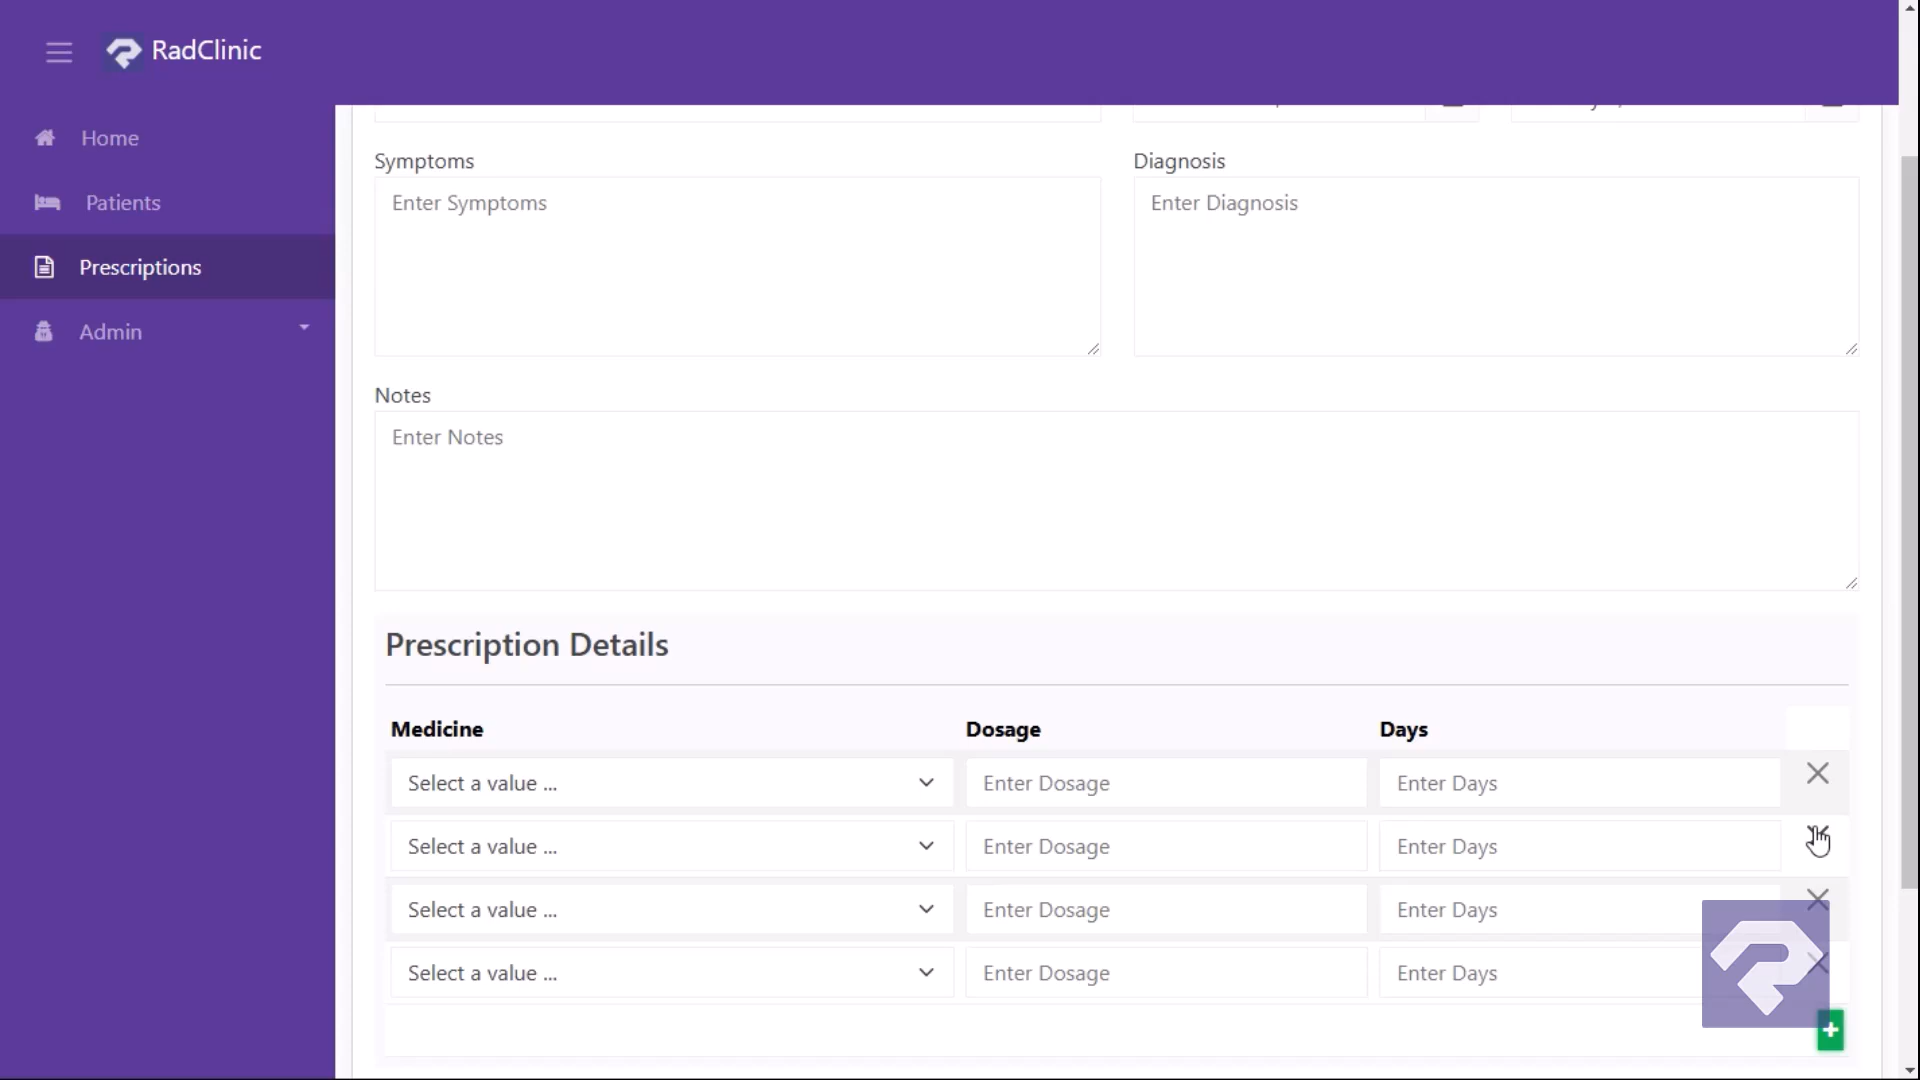 RadClinic
Home
Patients
Prescriptions
Admin
Symptoms
Diagnosis
Enter Symptoms
Enter Diagnosis
Notes
Enter Notes
Prescription Details
Medicine Dosage Days
Select a value ... Enter Dosage Enter Days
Select a value ... Enter Dosage Enter Days
Select a value ... Enter Dosage Enter Days
Select a value ... Enter Dosage Enter Days